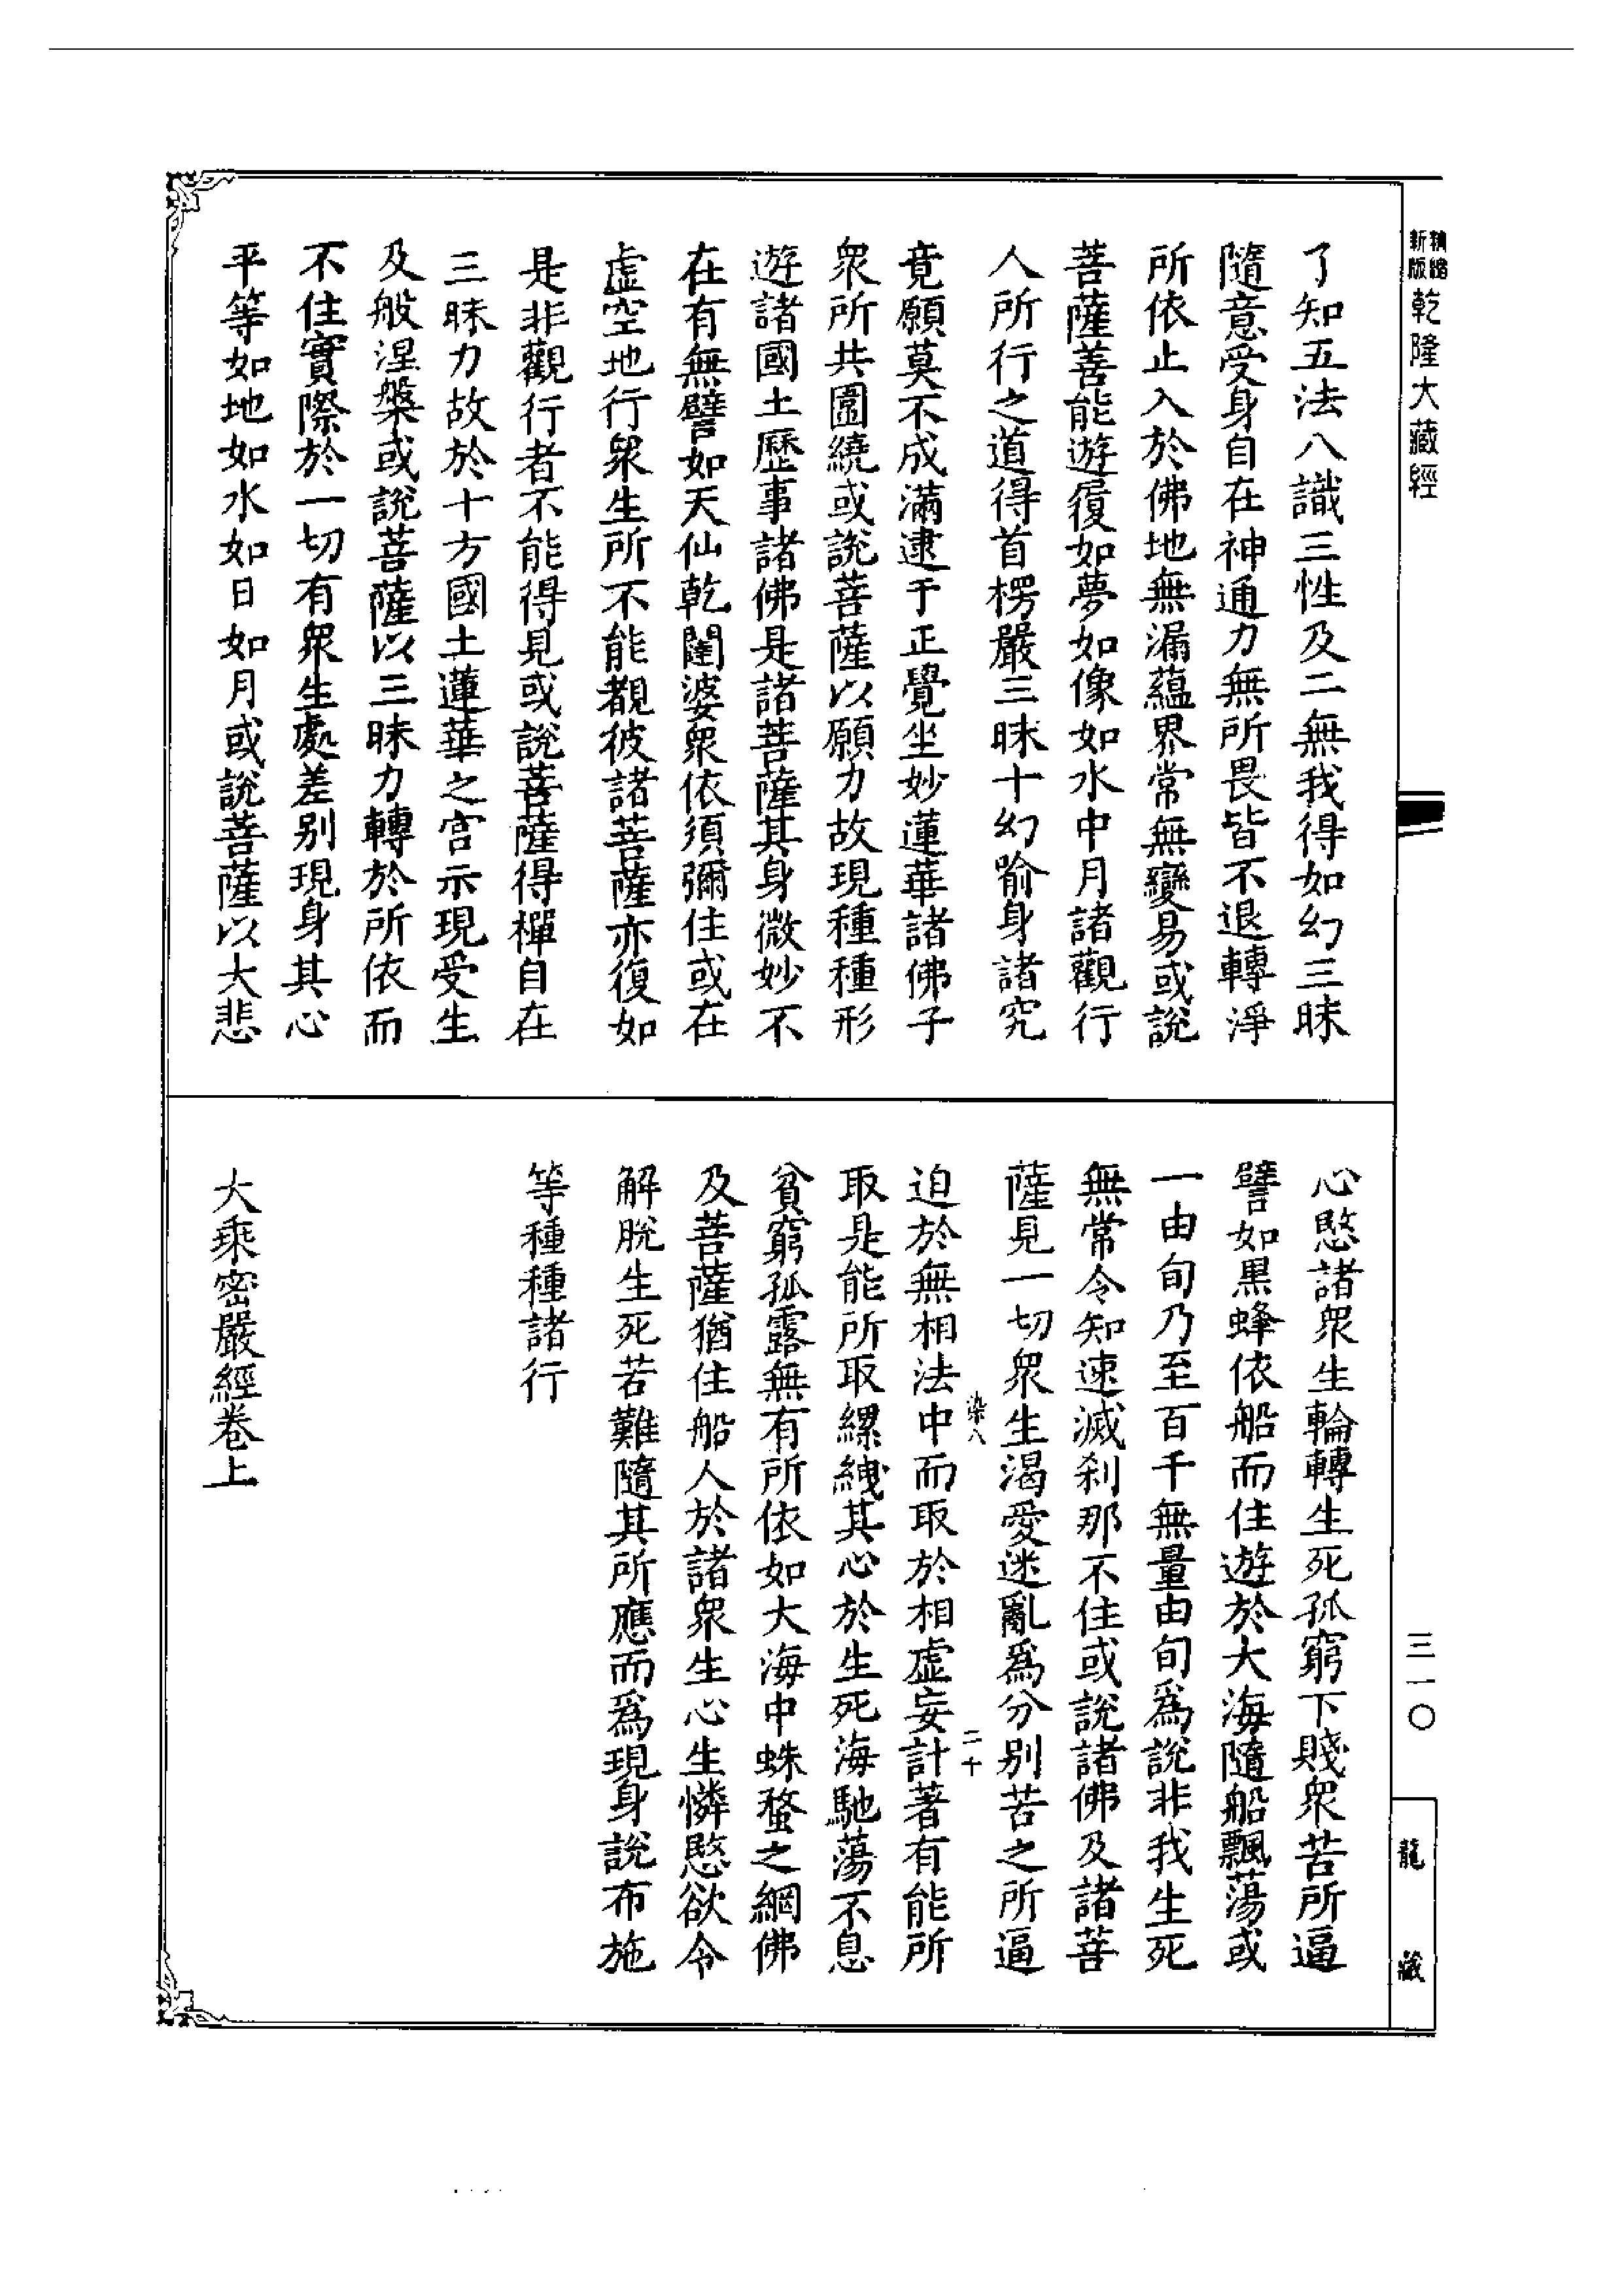 精縮新版乾隆大藏經
了知五法八識三性及二無我得如幻三昧
隨意受身自在神通力無所畏皆不退轉淨
所依止入於佛地無漏蘊界常無變易或說
菩薩善能遊履如夢如像如水中月諸觀行
人所行之道得首楞嚴三昧十幻喻身諸究
竟願莫不成滿逮于正覺坐妙蓮華諸佛子
衆所共圍繞或說菩薩以願力故現種種形
遊諸國土歷事諸佛是諸菩薩其身微妙不
在有無譬如天仙乾闥婆衆依須彌住或在
虛空地行衆生所不能覩彼諸菩薩亦復如
是非觀行者不能得見或說菩薩得禪自在
三昧力故於十方國土蓮華之宮示現受生
及般涅槃或說菩薩以三昧力轉於所依而
不住實際於一切有衆生處差別現身其心
平等如地如水如日如月或說菩薩以大悲
心愍諸衆生輪轉生死孤窮下賤衆苦所逼
譬如黑蜂依船而住遊於大海隨船飄蕩或
一由旬乃至百千無量由旬爲說非我生死
無常令知速滅刹那不住或說諸佛及諸菩
薩見一切衆生渴愛迷亂爲分別苦之所逼
染八
二十
迫於無相法中而取於相虛妄計著有能所
取是能所取縲絏其心於生死海馳蕩不息
貧窮孤露無有所依如大海中蛛蝥之網佛
及菩薩猶住船人於諸衆生心生憐愍欲令
解脫生死苦難隨其所應而爲現身說布施
等種種諸行
大乘密嚴經卷上
三一〇
龍藏